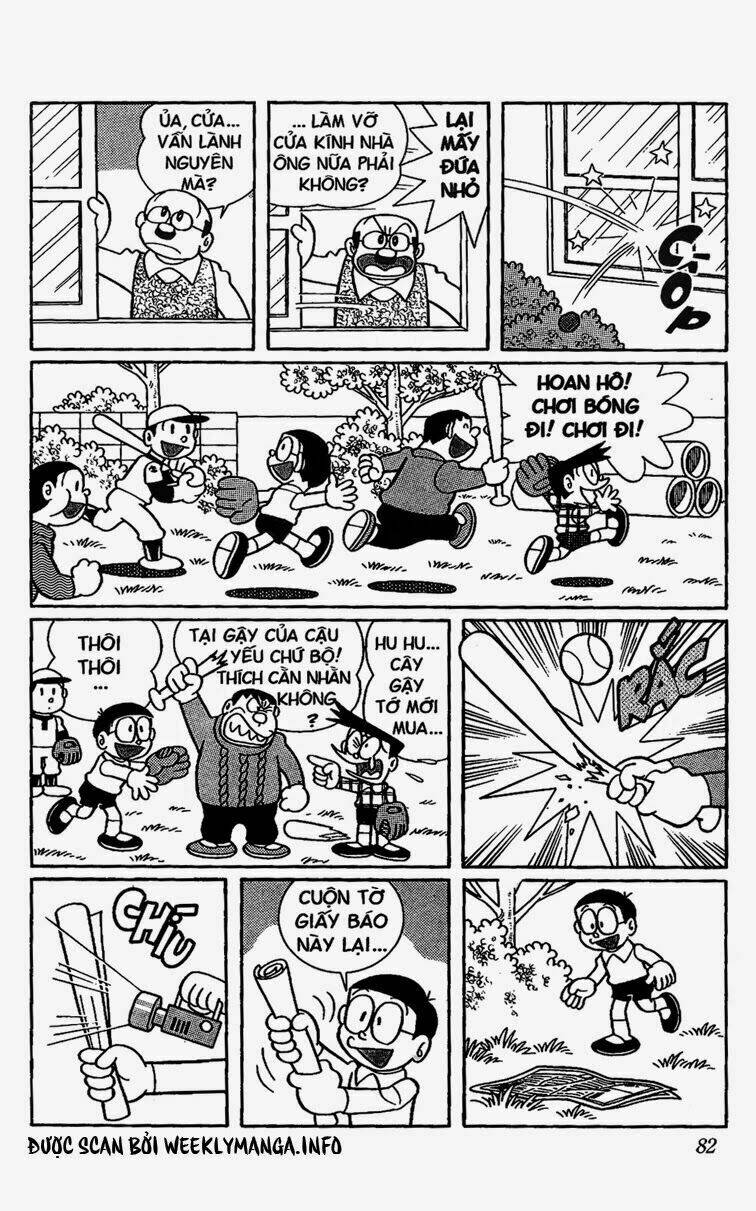 LẠI
MẤY
ĐỨA
NHỎ
... LÀM VỠ
CỬA KÍNH NHÀ
ÔNG NỮA PHẢI
KHÔNG?
ỦA, CỬA...
VẪN LÀNH
NGUYÊN
MÀ?
CỐP
HOAN HÔ!
CHƠI BÓNG
ĐI! CHƠI ĐI!
RẮC
HU HU...
CÂY
GẬY
TỚ MỚI
MUA...
TẠI GẬY CỦA CẬU
YẾU CHỨ BỘ!
THÍCH CẰN NHẰN
KHÔNG
?
THÔI
THÔI
...
CUỘN TỜ
GIẤY BÁO
NÀY LẠI...
CHÍU
ĐƯỢC SCAN BỞI WEEKLYMANGA.INFO
82